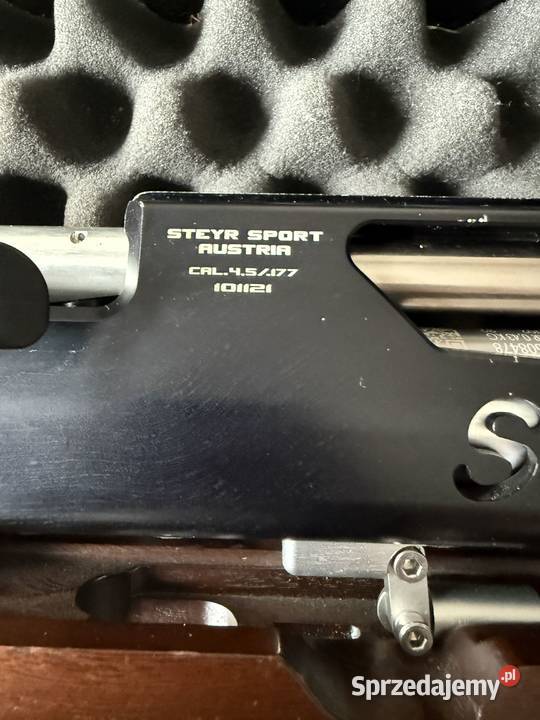 STEYR SPORT
AUSTRIA
CAL.4.5/.177
101121
S
Sprzedajemy.pl